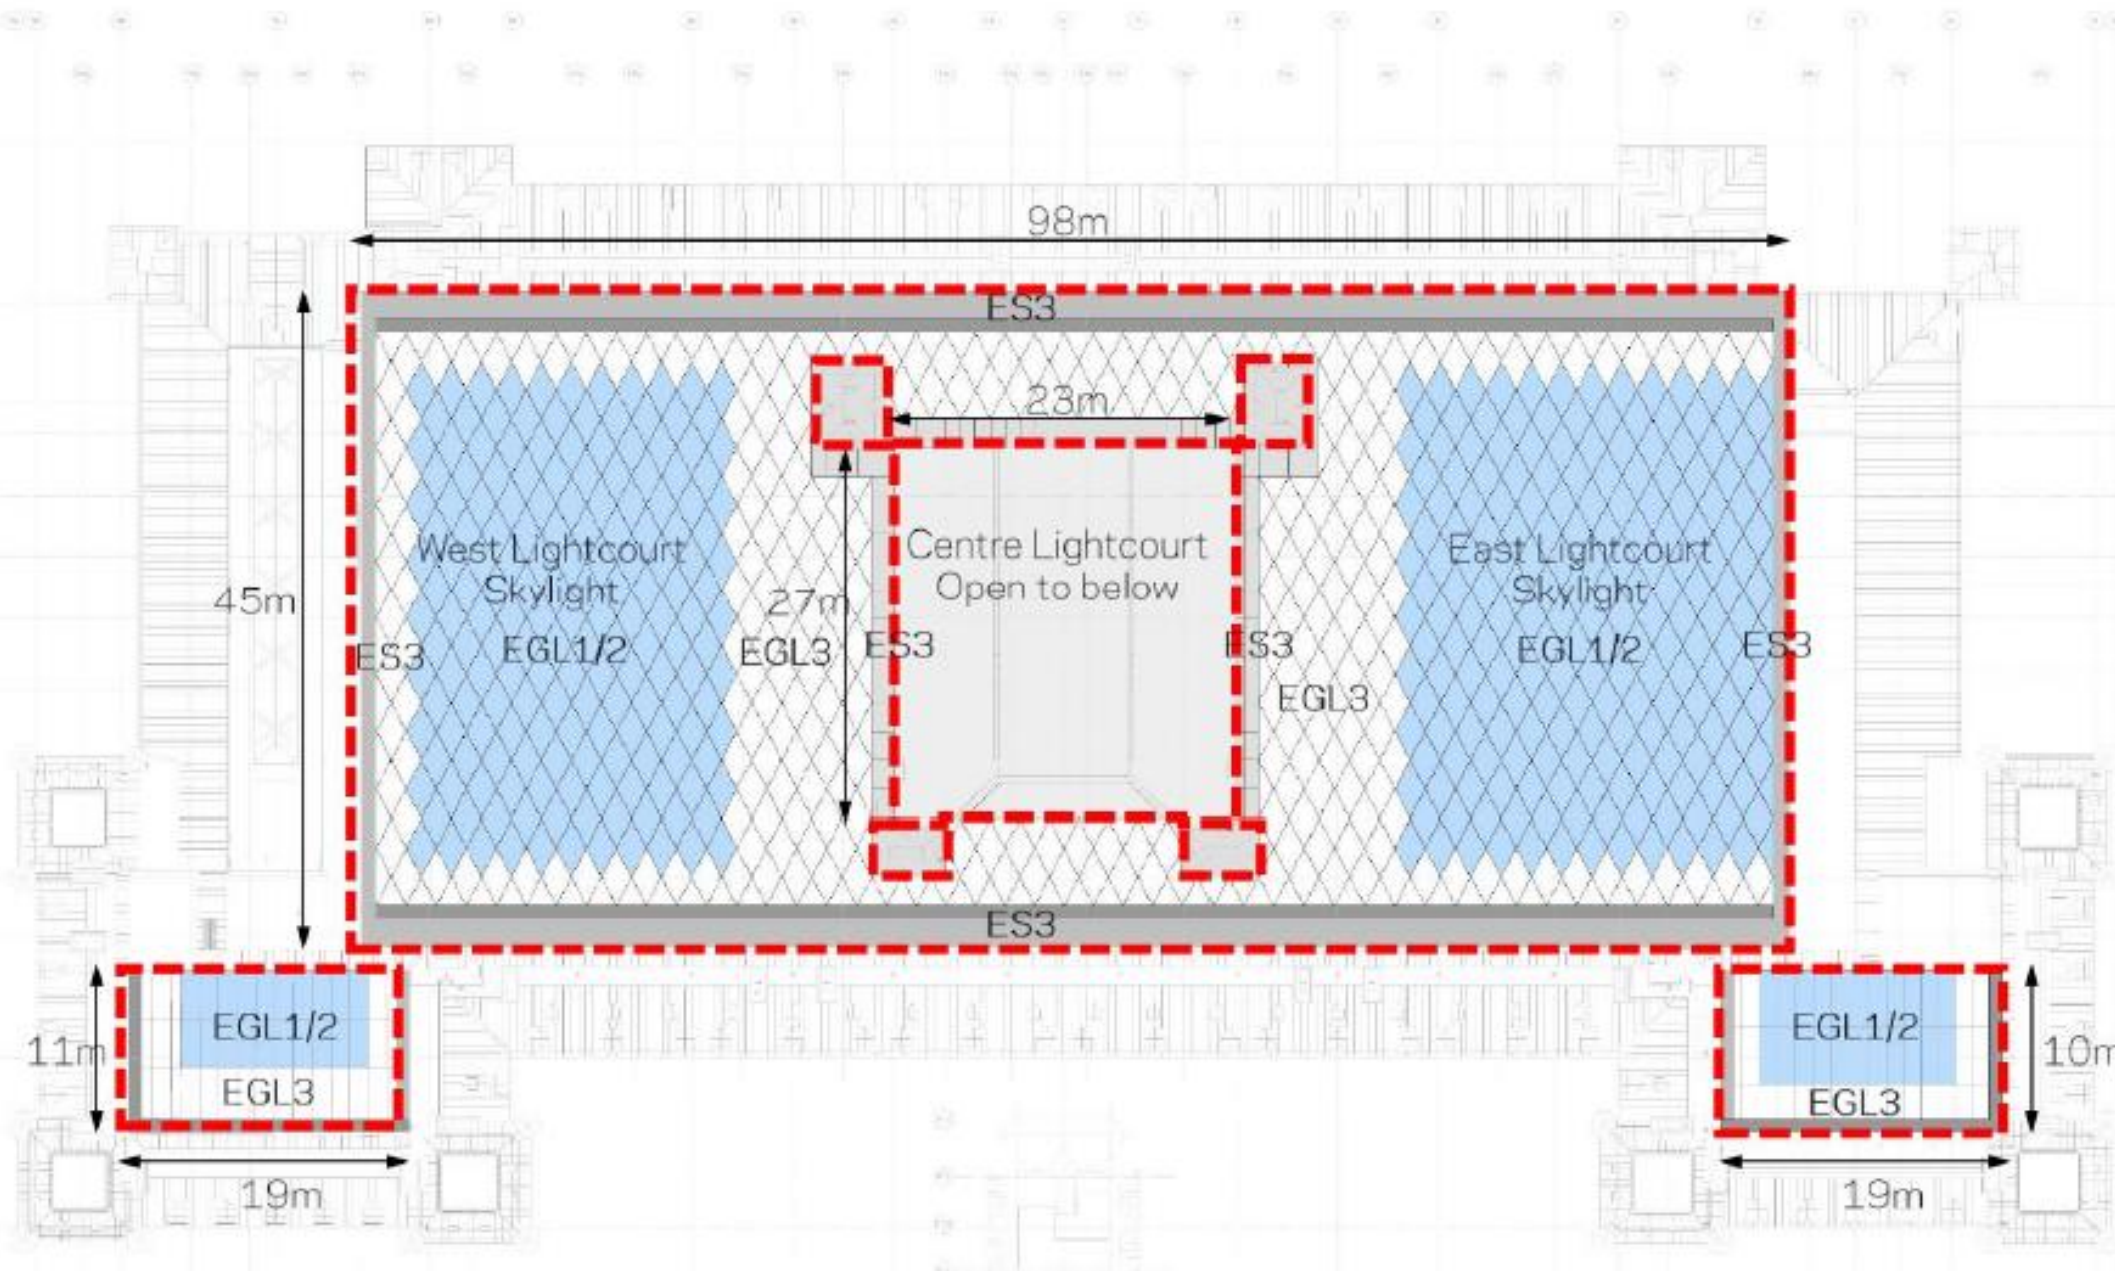 98m
ES3
23m
West Lightcourt
Skylight
Centre Lightcourt
Open to below
East Lightcourt
Skylight
45m
27m
ES3
EGL1/2
EGL3
ES3
ES3
EGL1/2
ES3
EGL3
ES3
EGL1/2
EGL1/2
11m
10m
EGL3
EGL3
19m
19m